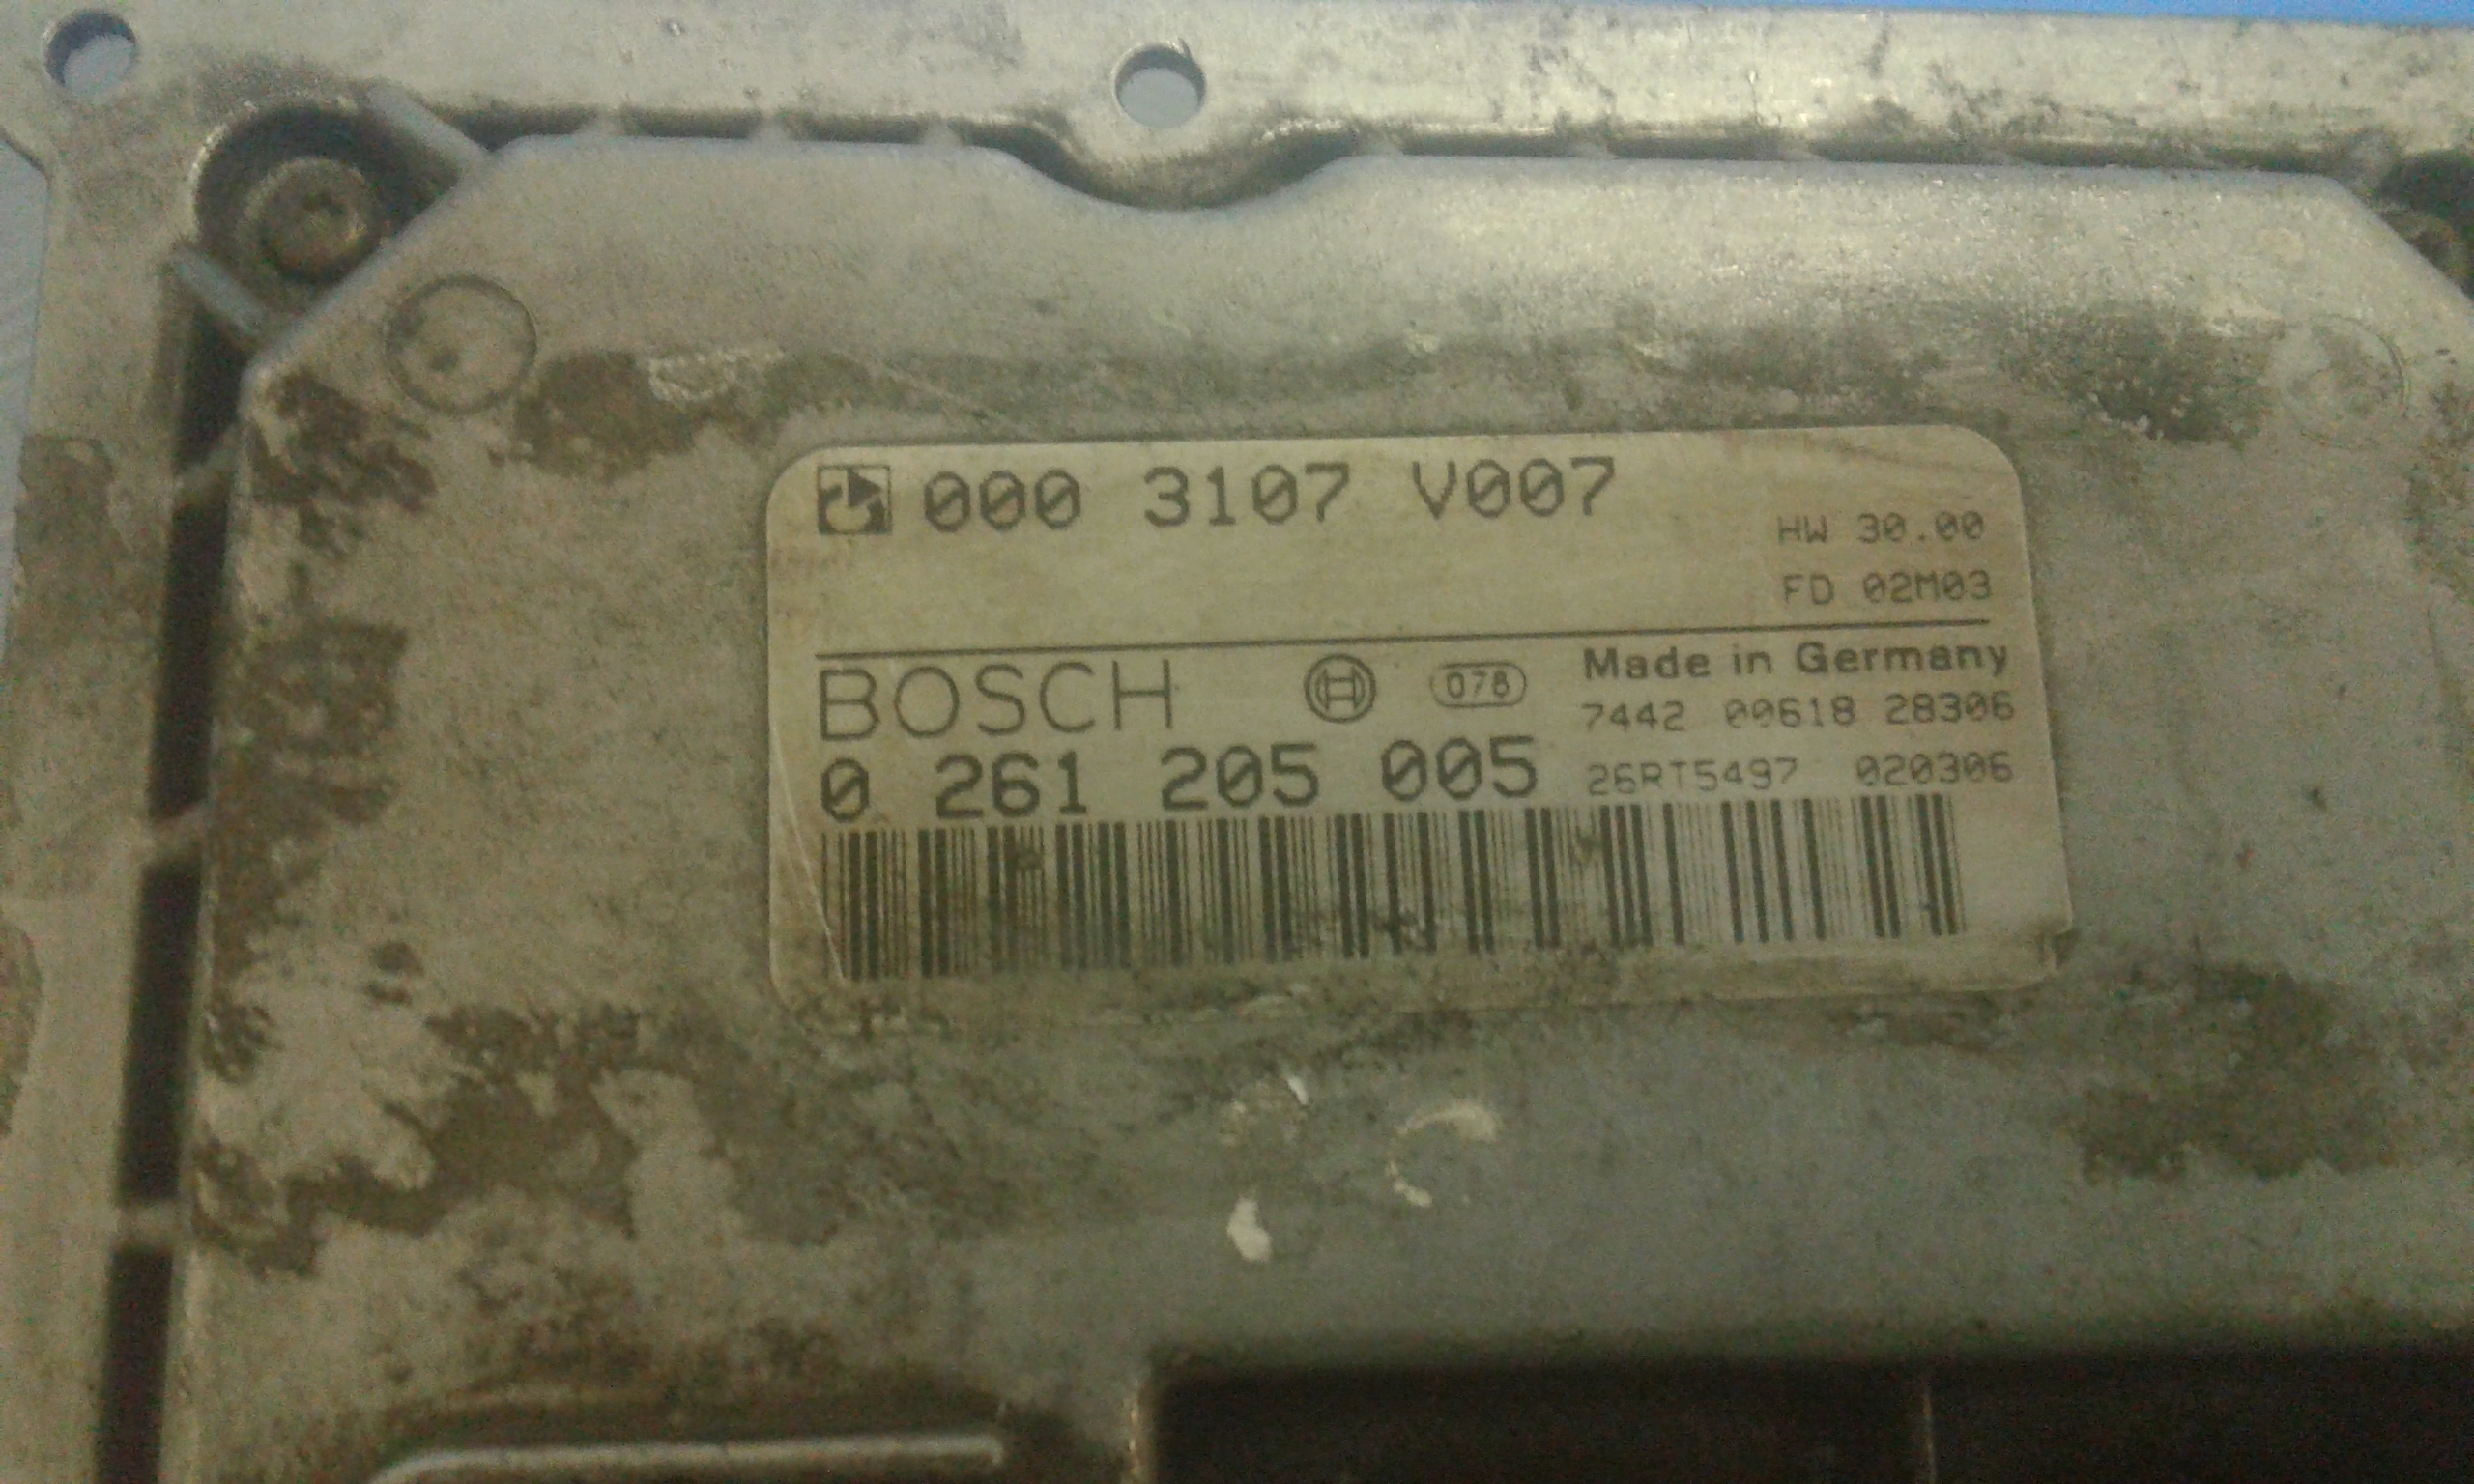 000 3107 V007
HW 30.00
FD 02M03
BOSCH 078 Made in Germany
7442 00618 28306
0 261 205 005 26RT5497 020306